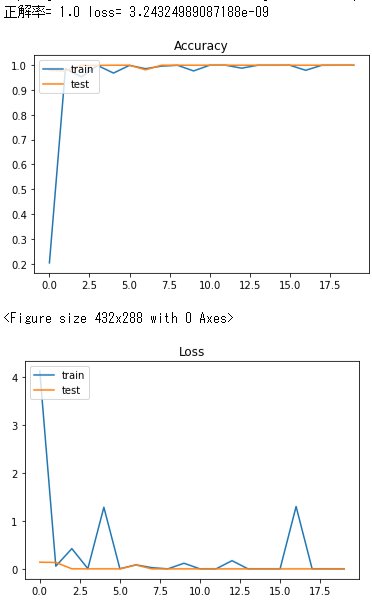 正解率= 1.0 loss= 3.24324989087188e-09
Accuracy
1.0
0.9
0.8
0.7
0.6
0.5
0.4
0.3
0.2
train
test
0.0 2.5 5.0 7.5 10.0 12.5 15.0 17.5
<Figure size 432x288 with 0 Axes>
Loss
4
3
2
1
0
train
test
0.0 2.5 5.0 7.5 10.0 12.5 15.0 17.5